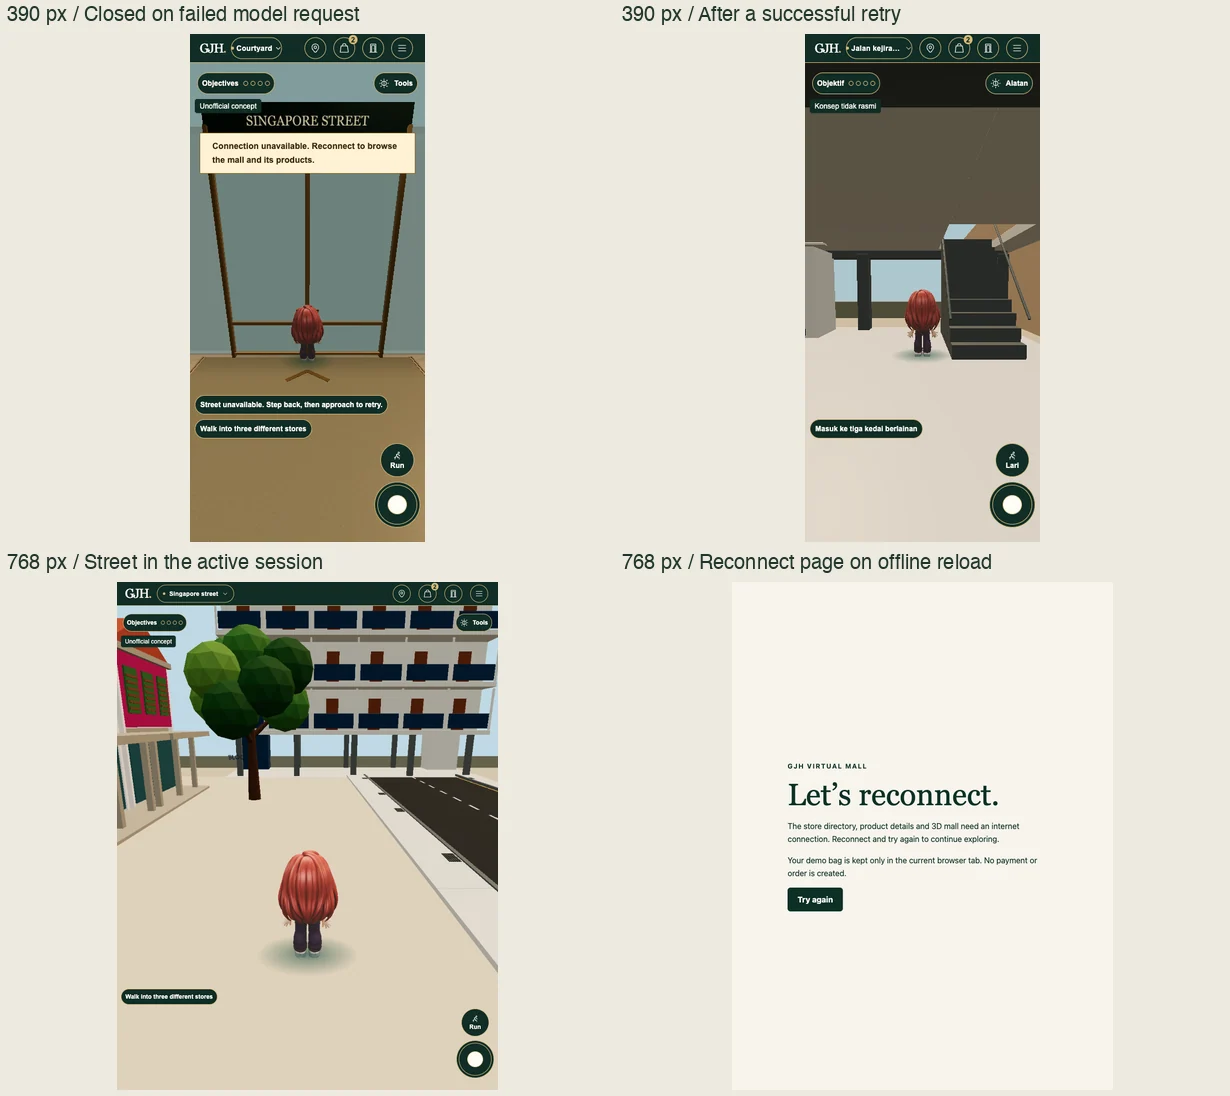 390 px / Closed on failed model request
390 px / After a successful retry
GJH.
Courtyard
2
Objectives
Tools
Unofficial concept
SINGAPORE STREET
Connection unavailable. Reconnect to browse
the mall and its products.
Street unavailable. Step back, then approach to retry.
Walk into three different stores
Run
GJH.
Jalan kejira...
2
Objektif
Alatan
Konsep tidak rasmi
Masuk ke tiga kedai berlainan
Lari
768 px / Street in the active session
768 px / Reconnect page on offline reload
GJH.
Singapore street
2
Objectives
Tools
Unofficial concept
Walk into three different stores
Run
GJH VIRTUAL MALL
Let’s reconnect.
The store directory, product details and 3D mall need an internet
connection. Reconnect and try again to continue exploring.
Your demo bag is kept only in the current browser tab. No payment or
order is created.
Try again